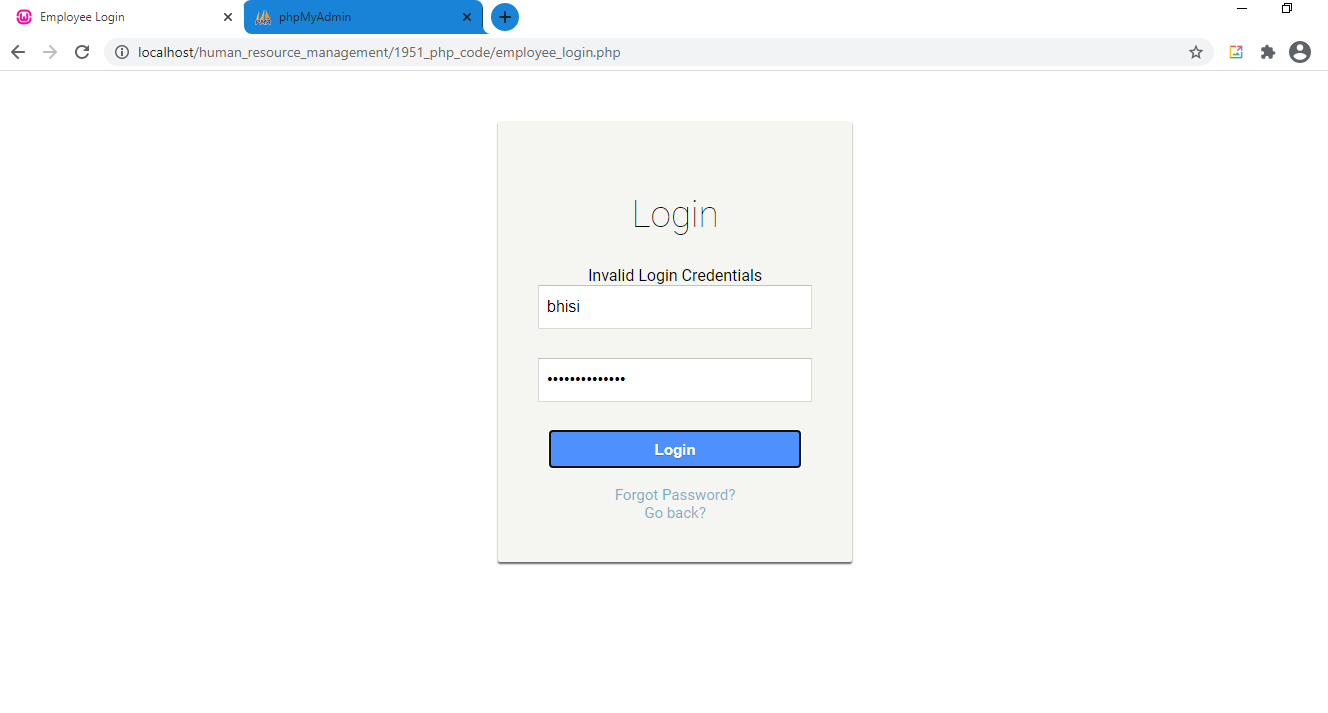 Employee Login
phpMyAdmin
localhost/human_resource_management/1951_php_code/employee_login.php
Login
Invalid Login Credentials
bhisi
••••••••••••••
Login
Forgot Password?
Go back?